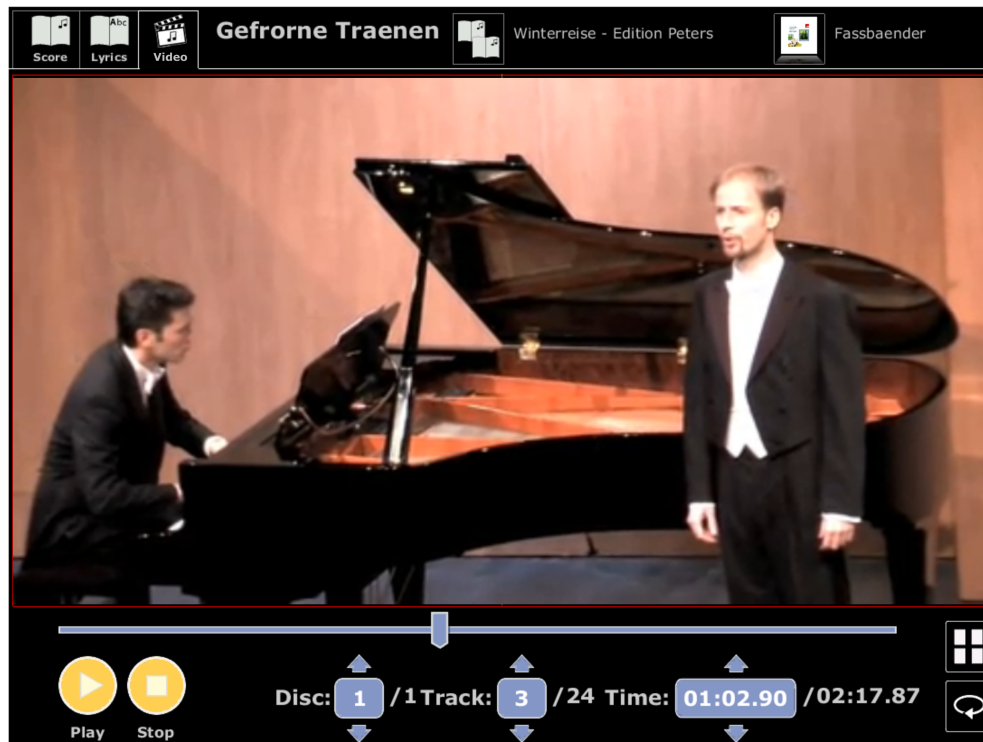 Score
Abc
Lyrics
Video
Gefrorne Traenen
Winterreise - Edition Peters
Fassbaender
Play
Stop
Disc: 1 /1 Track: 3 /24 Time: 01:02.90 /02:17.87